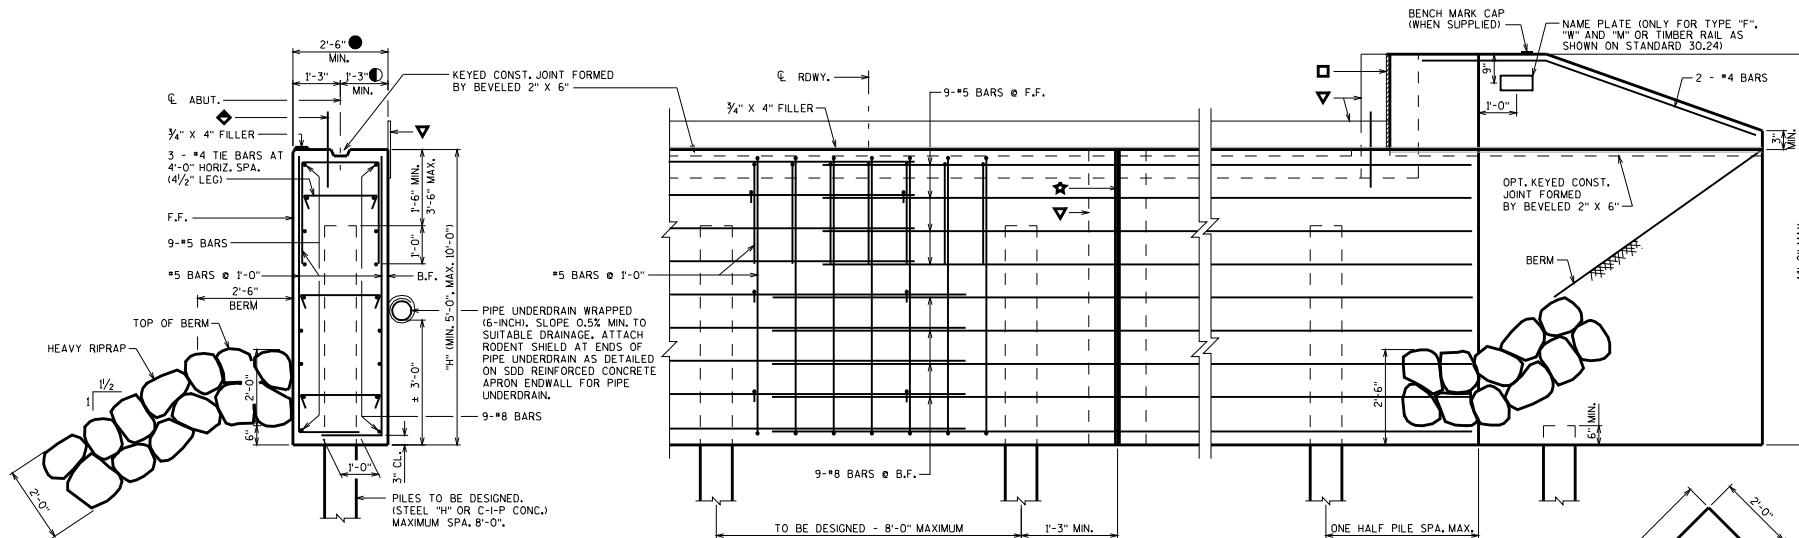 2'-6"
MIN.
1'-3"
1'-3"
MIN.
℄ ABUT.
¾" X 4" FILLER
3 - #4 TIE BARS AT
4'-0" HORIZ. SPA.
(4½" LEG)
F.F.
9-#5 BARS
#5 BARS @ 1'-0"
2'-6"
BERM
TOP OF BERM
HEAVY RIPRAP
1½
1
2'-0"
6"
2'-0"
1'-0"
3" CL.
KEYED CONST. JOINT FORMED
BY BEVELED 2" X 6"
1'-6" MIN.
3'-6" MAX.
1'-0"
B.F.
± 3'-0"
"H" (MIN. 5'-0", MAX. 10'-0")
PIPE UNDERDRAIN WRAPPED
(6-INCH). SLOPE 0.5% MIN. TO
SUITABLE DRAINAGE. ATTACH
RODENT SHIELD AT ENDS OF
PIPE UNDERDRAIN AS DETAILED
ON SDD REINFORCED CONCRETE
APRON ENDWALL FOR PIPE
UNDERDRAIN.
9-#8 BARS
PILES TO BE DESIGNED.
(STEEL "H" OR C-I-P CONC.)
MAXIMUM SPA. 8'-0".
℄ RDWY.
¾" X 4" FILLER
9-#5 BARS @ F.F.
#5 BARS @ 1'-0"
9-#8 BARS @ B.F.
TO BE DESIGNED - 8'-0" MAXIMUM
1'-3" MIN.
ONE HALF PILE SPA. MAX.
BENCH MARK CAP
(WHEN SUPPLIED)
NAME PLATE (ONLY FOR TYPE "F",
"W" AND "M" OR TIMBER RAIL AS
SHOWN ON STANDARD 30.24)
9"
1'-0"
2 - #4 BARS
3"
MIN.
OPT. KEYED CONST.
JOINT FORMED
BY BEVELED 2" X 6"
BERM
2'-6"
6" MIN.
2'-0"